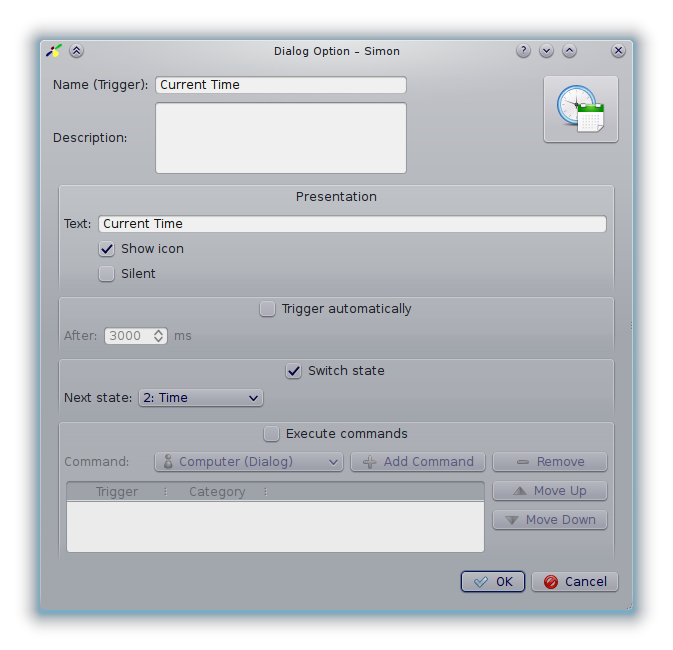 Dialog Option – Simon
Name (Trigger): Current Time
Description:
Presentation
Text: Current Time
Show icon
Silent
Trigger automatically
After: 3000 ms
Switch state
Next state: 2: Time
Execute commands
Command: Computer (Dialog) Add Command Remove
Trigger Category
Move Up
Move Down
OK Cancel